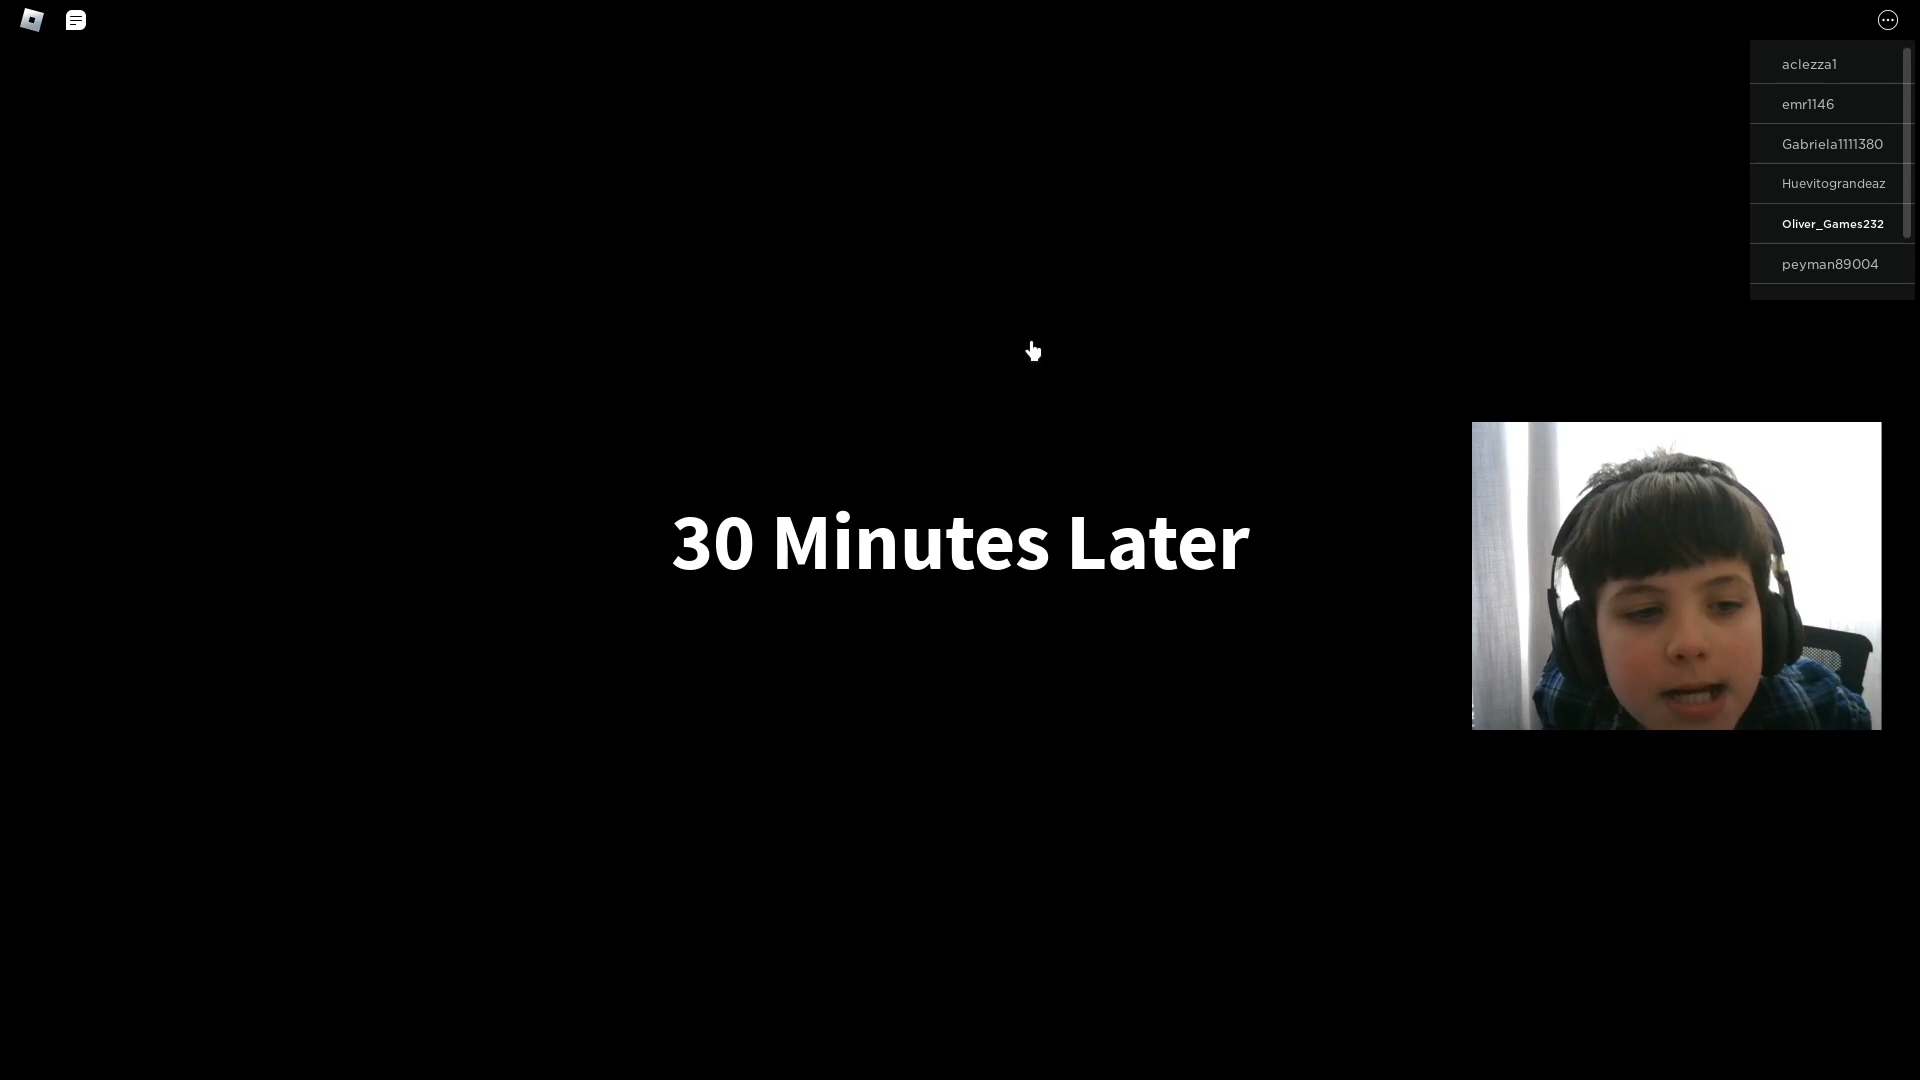 aclezza1
emr1146
Gabriela1111380
Huevitograndeaz
Oliver_Games232
peyman89004
30 Minutes Later